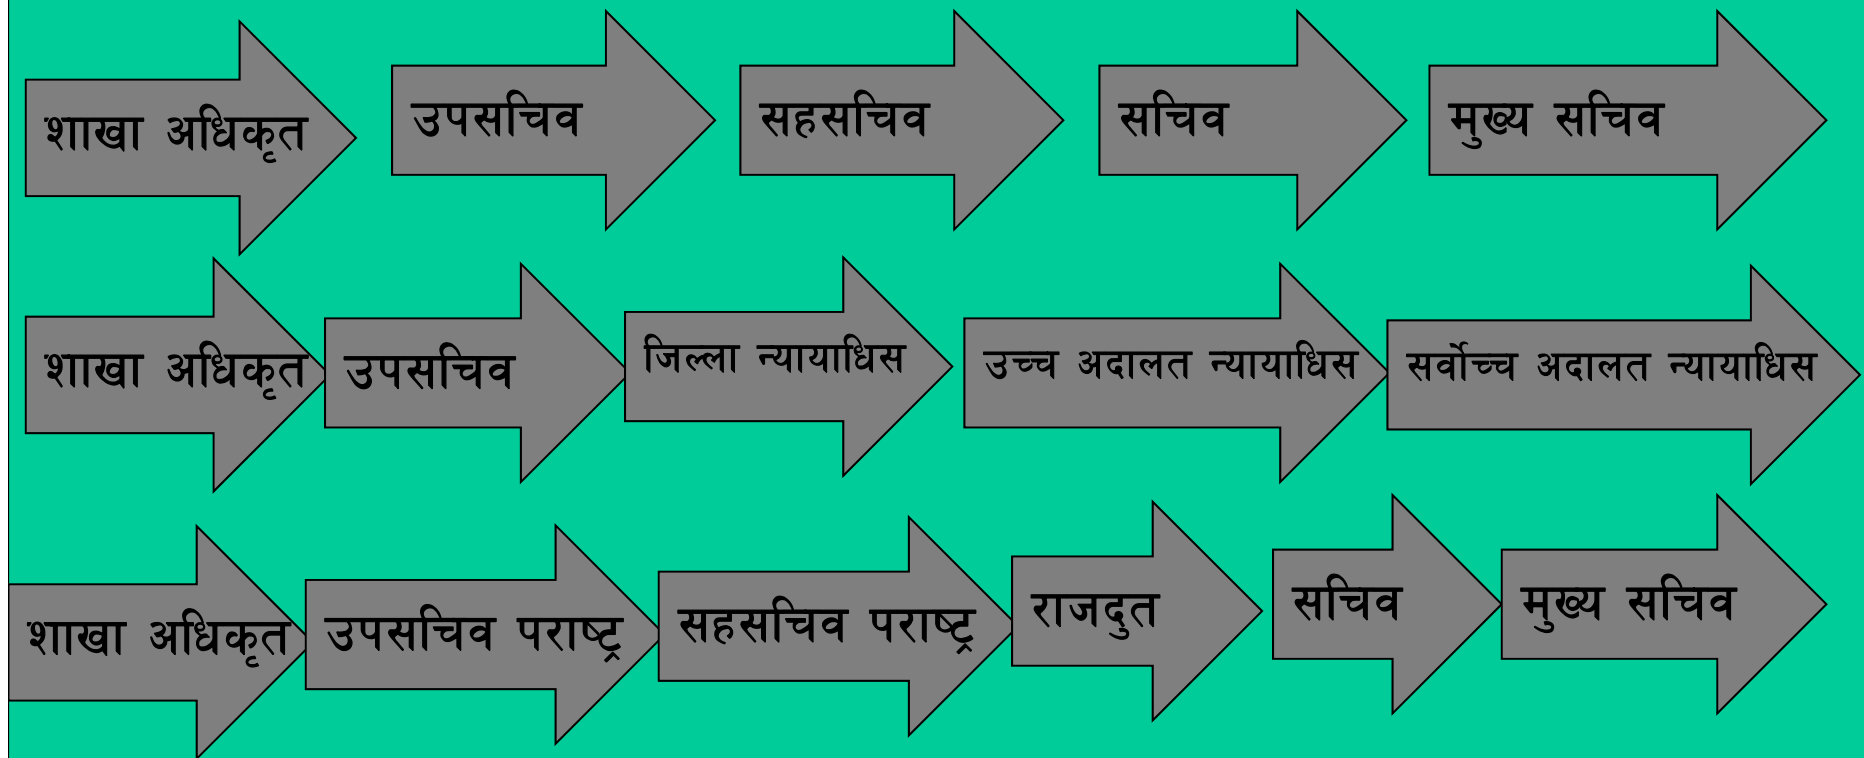 शाखा अधिकृत उपसचिव सहसचिव सचिव मुख्य सचिव
शाखा अधिकृत उपसचिव जिल्ला न्यायाधिस उच्च अदालत न्यायाधिस सर्वोच्च अदालत न्यायाधिस
शाखा अधिकृत उपसचिव पराष्ट्र सहसचिव पराष्ट्र राजदुत सचिव मुख्य सचिव